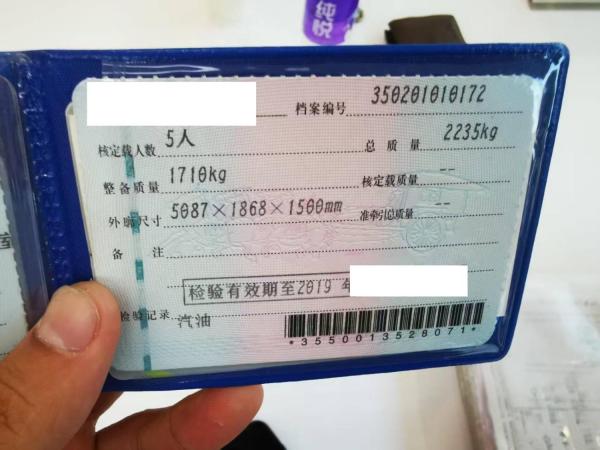 纯悦
档案编号 350201010172
核定载人数 5人 总质量 2235kg
整备质量 1710kg 核定载质量 --
外廓尺寸 5087×1868×1500mm 准牵引总质量 --
备注
检验有效期至2019年
检验记录 汽油
*3550013528071*